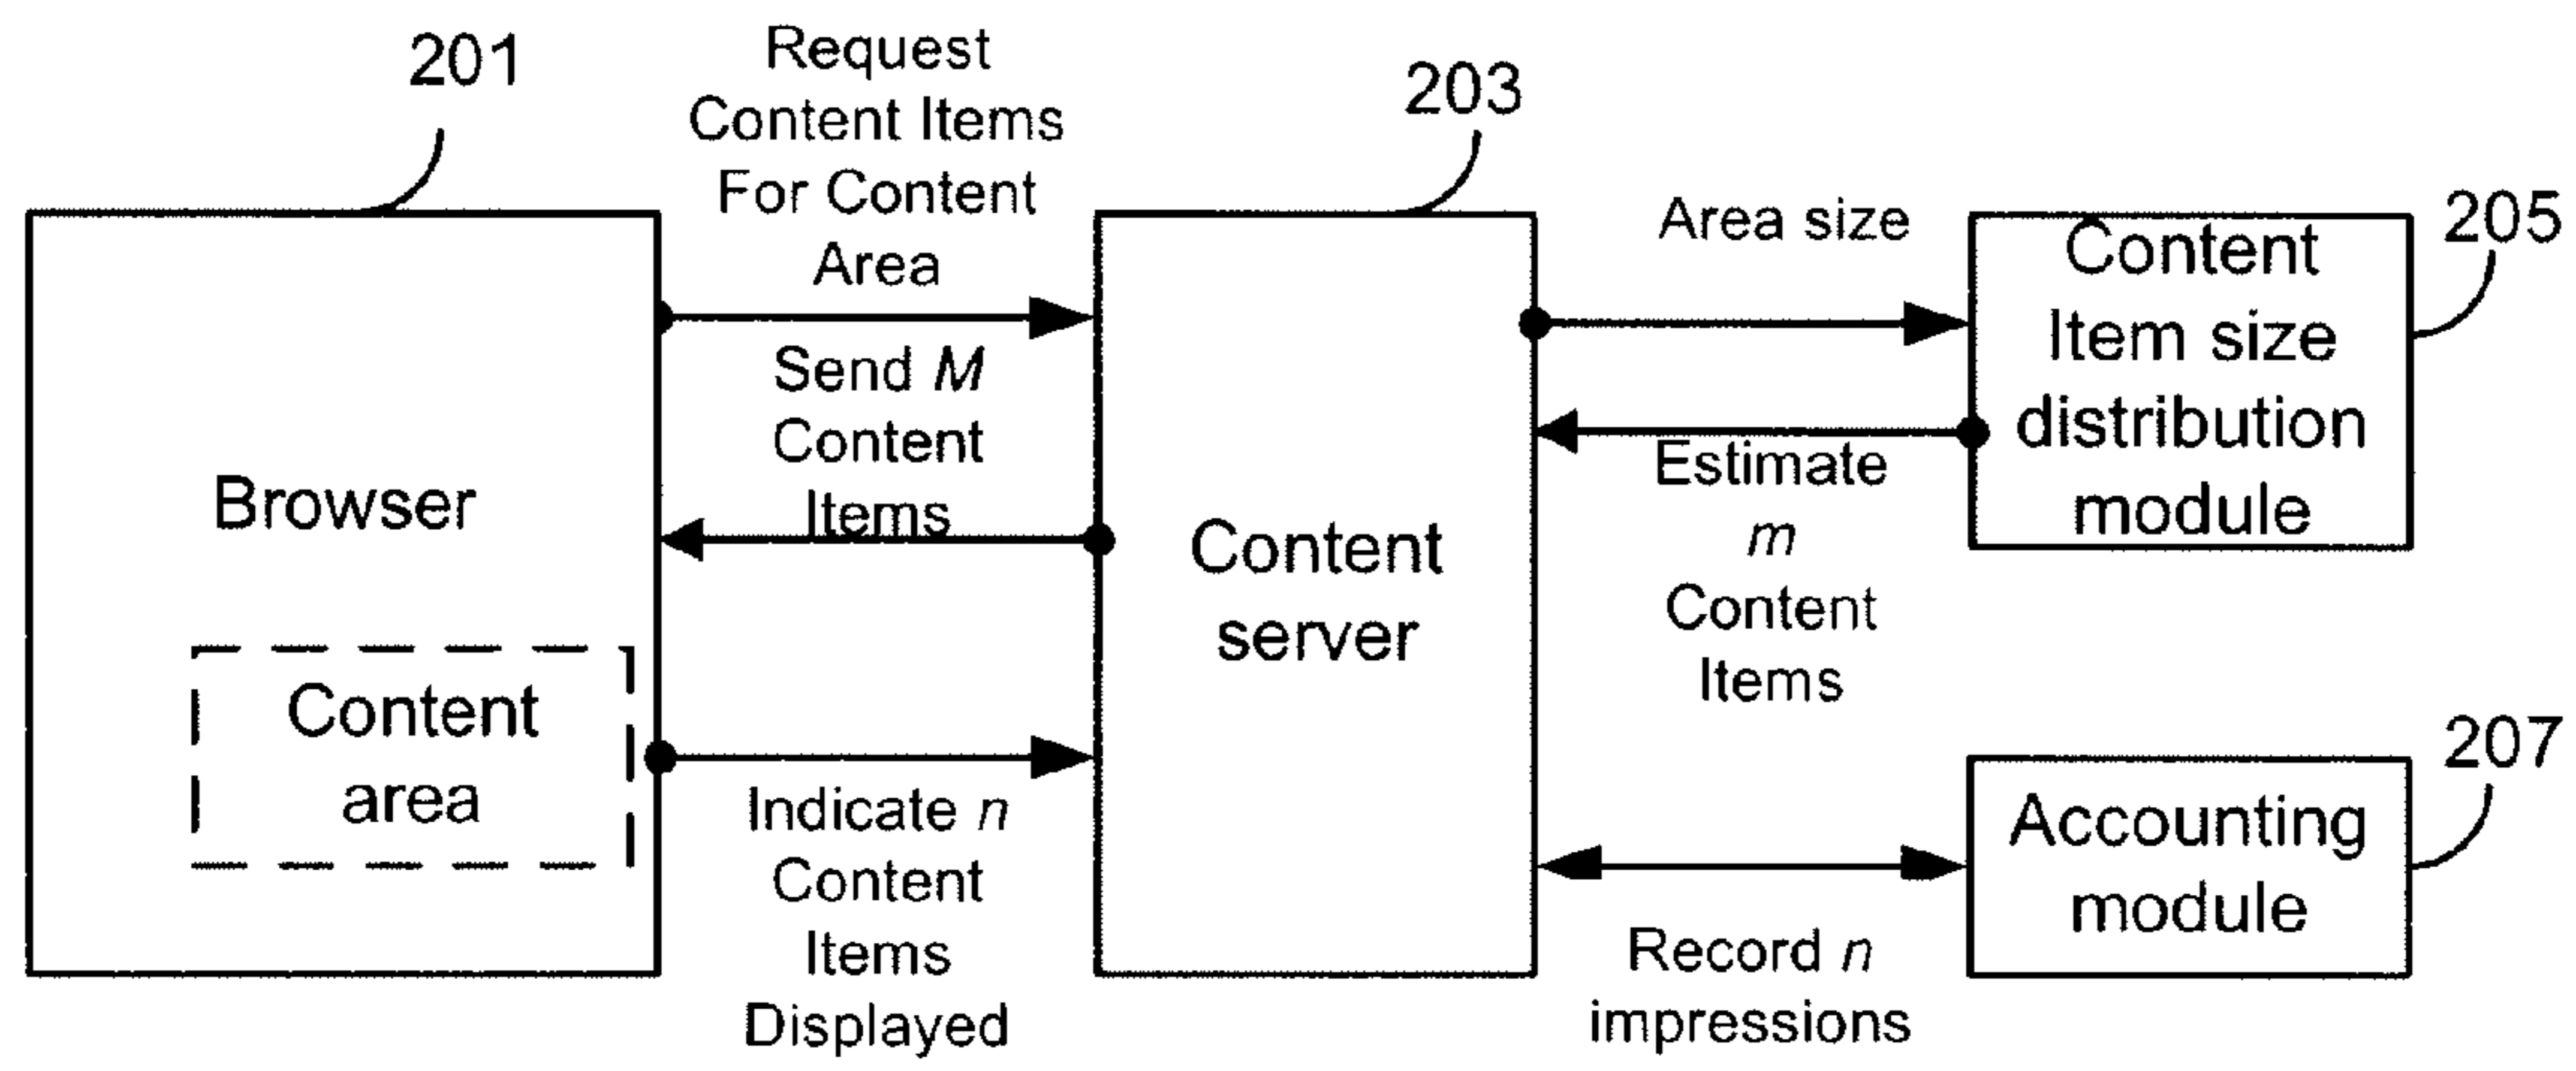 201
Request
Content Items
For Content
Area
203
Area size
205
Content
Item size
distribution
module
Send M
Content
Items
Browser
Estimate
m
Content
Items
Content
server
Content
area
207
Indicate n
Content
Items
Displayed
Accounting
module
Record n
impressions